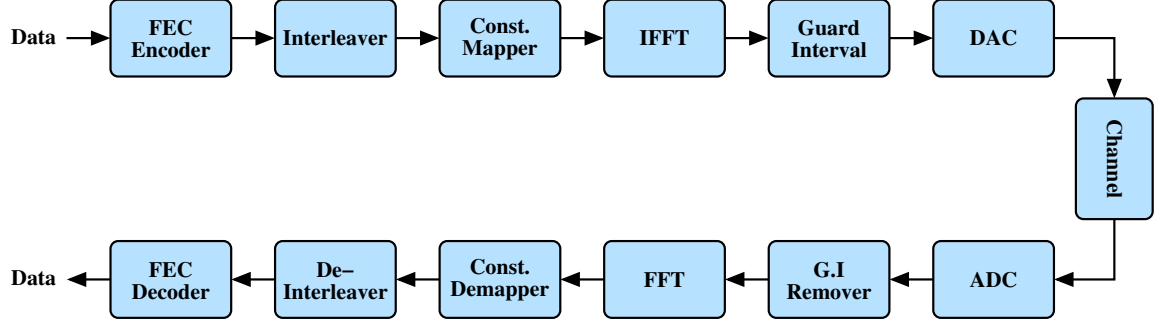 Data
FEC
Encoder
Interleaver
Const.
Mapper
IFFT
Guard
Interval
DAC
Channel
Data
FEC
Decoder
De–
Interleaver
Const.
Demapper
FFT
G.I
Remover
ADC